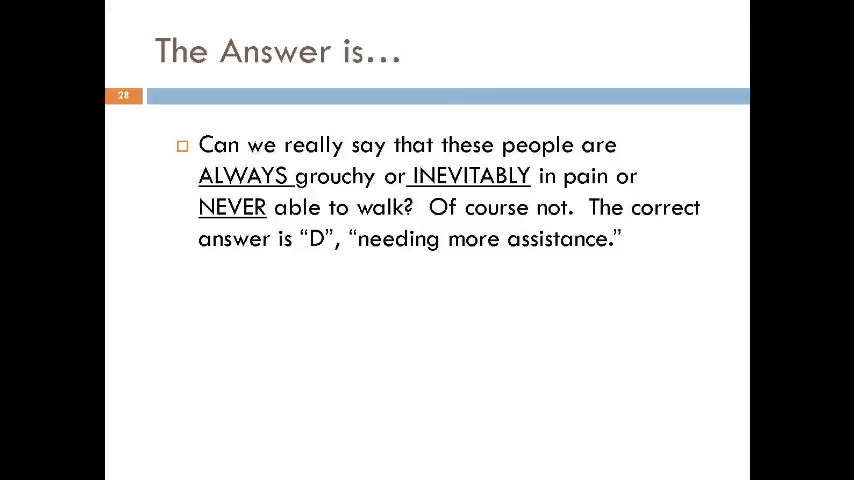 The Answer is...
28
Can we really say that these people are
ALWAYS grouchy or INEVITABLY in pain or
NEVER able to walk?  Of course not.  The correct
answer is “D”, “needing more assistance.”